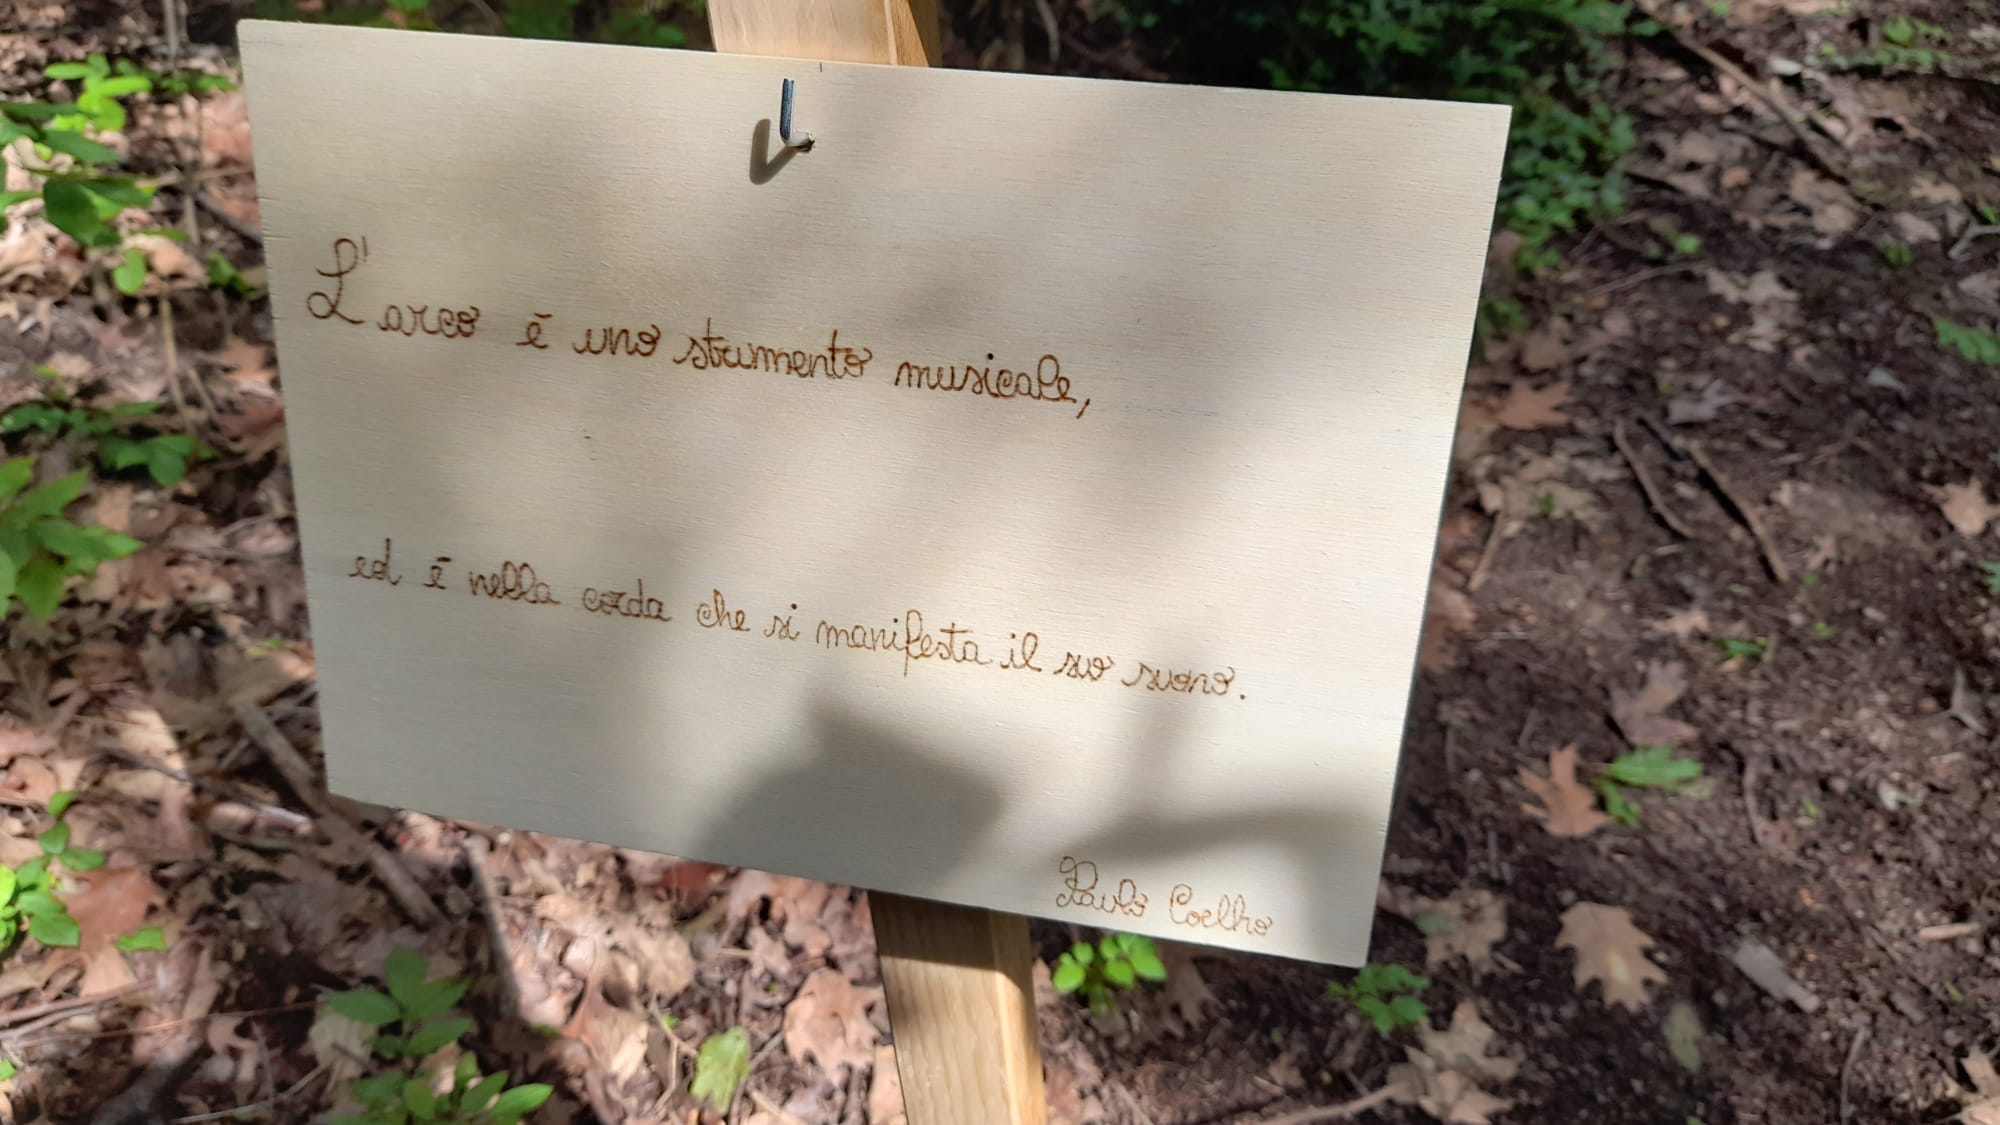 L'arco é uno strumento musicale,
ed é nella corda che si manifesta il suo suono.
Paulo Coelho